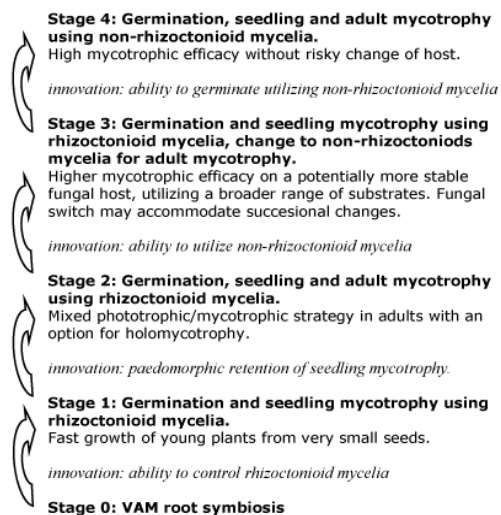 Stage 4: Germination, seedling and adult mycotrophy
using non-rhizoctonioid mycelia.
High mycotrophic efficacy without risky change of host.
innovation: ability to germinate utilizing non-rhizoctonioid mycelia
Stage 3: Germination and seedling mycotrophy using
rhizoctonioid mycelia, change to non-rhizoctoniods
mycelia for adult mycotrophy.
Higher mycotrophic efficacy on a potentially more stable
fungal host, utilizing a broader range of substrates. Fungal
switch may accommodate succesional changes.
innovation: ability to utilize non-rhizoctonioid mycelia
Stage 2: Germination, seedling and adult mycotrophy
using rhizoctonioid mycelia.
Mixed phototrophic/mycotrophic strategy in adults with an
option for holomycotrophy.
innovation: paedomorphic retention of seedling mycotrophy.
Stage 1: Germination and seedling mycotrophy using
rhizoctonioid mycelia.
Fast growth of young plants from very small seeds.
innovation: ability to control rhizoctonioid mycelia
Stage 0: VAM root symbiosis